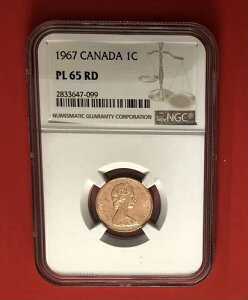 1967 CANADA 1C
PL 65 RD
2833647-099
NUMISMATIC GUARANTY CORPORATION
NGC